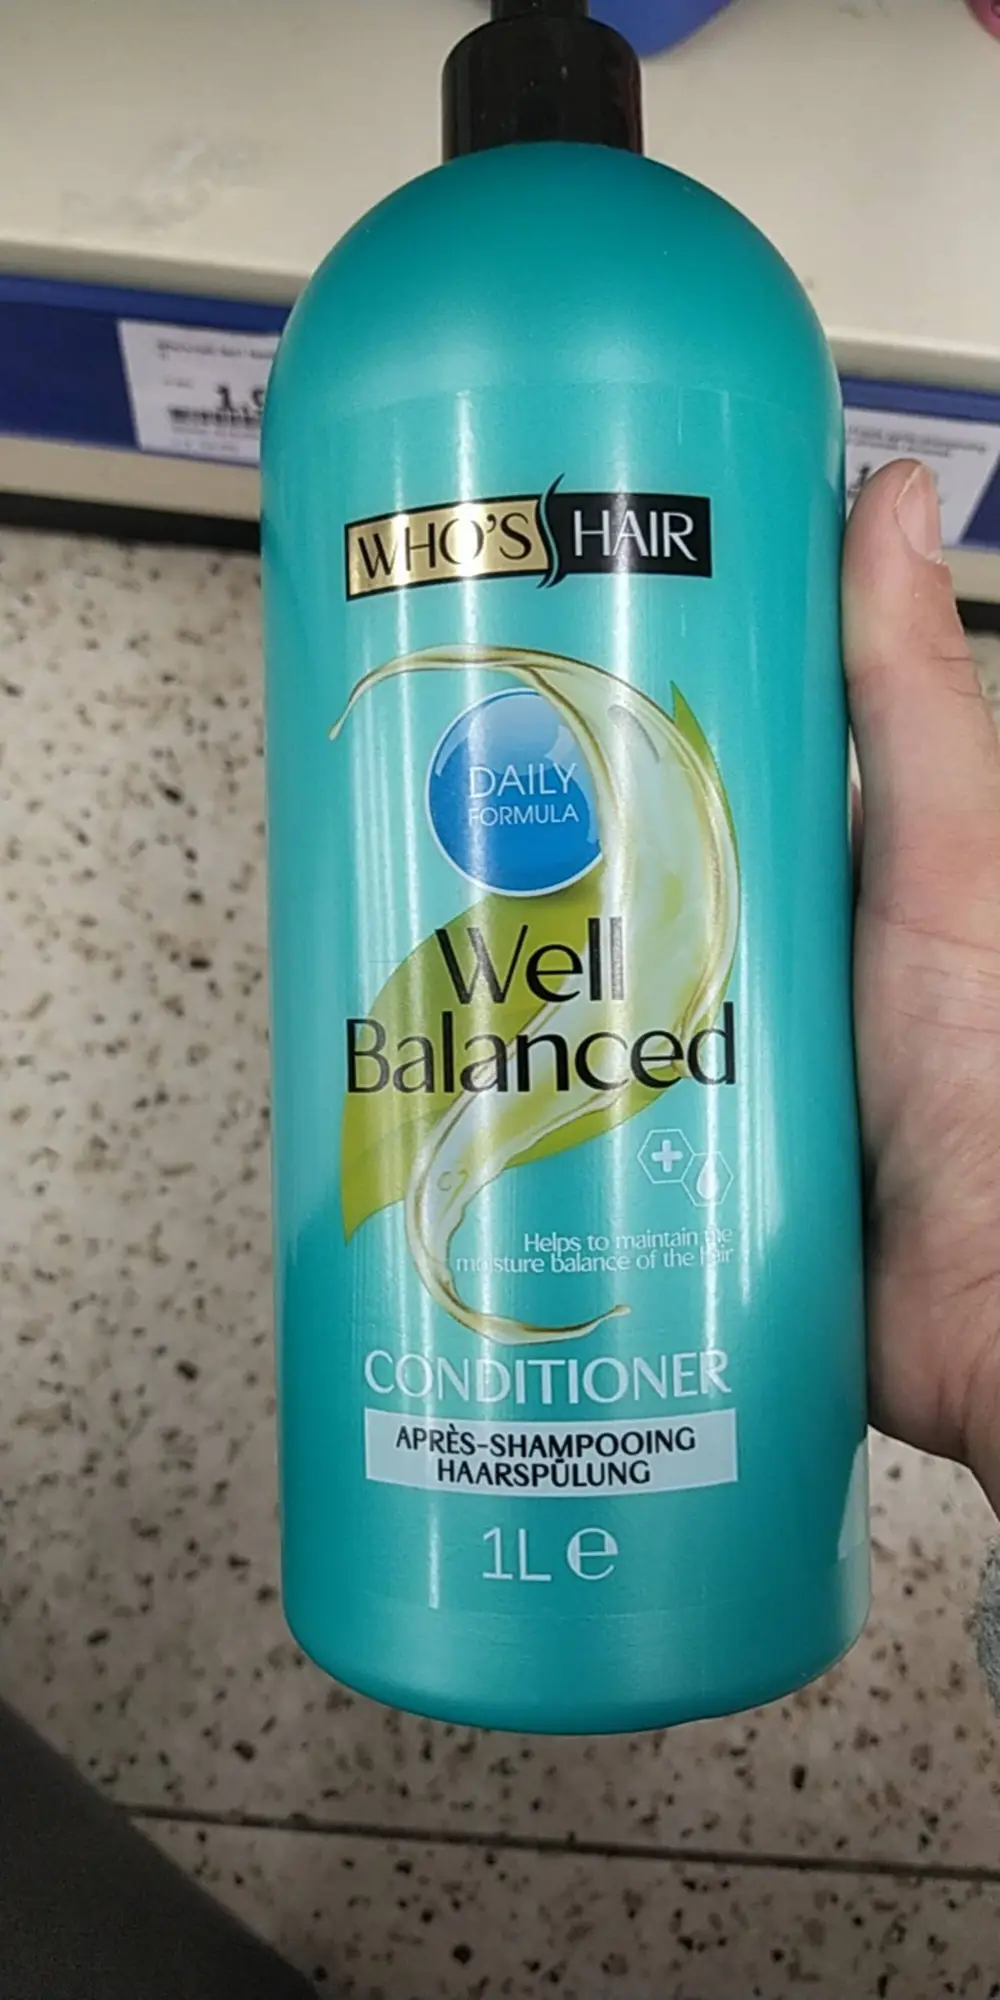 WHO'S HAIR
DAILY
FORMULA
Well
Balanced
Helps to maintain the
moisture balance of the hair
CONDITIONER
APRÈS-SHAMPOOING
HAARSPÜLUNG
1L e